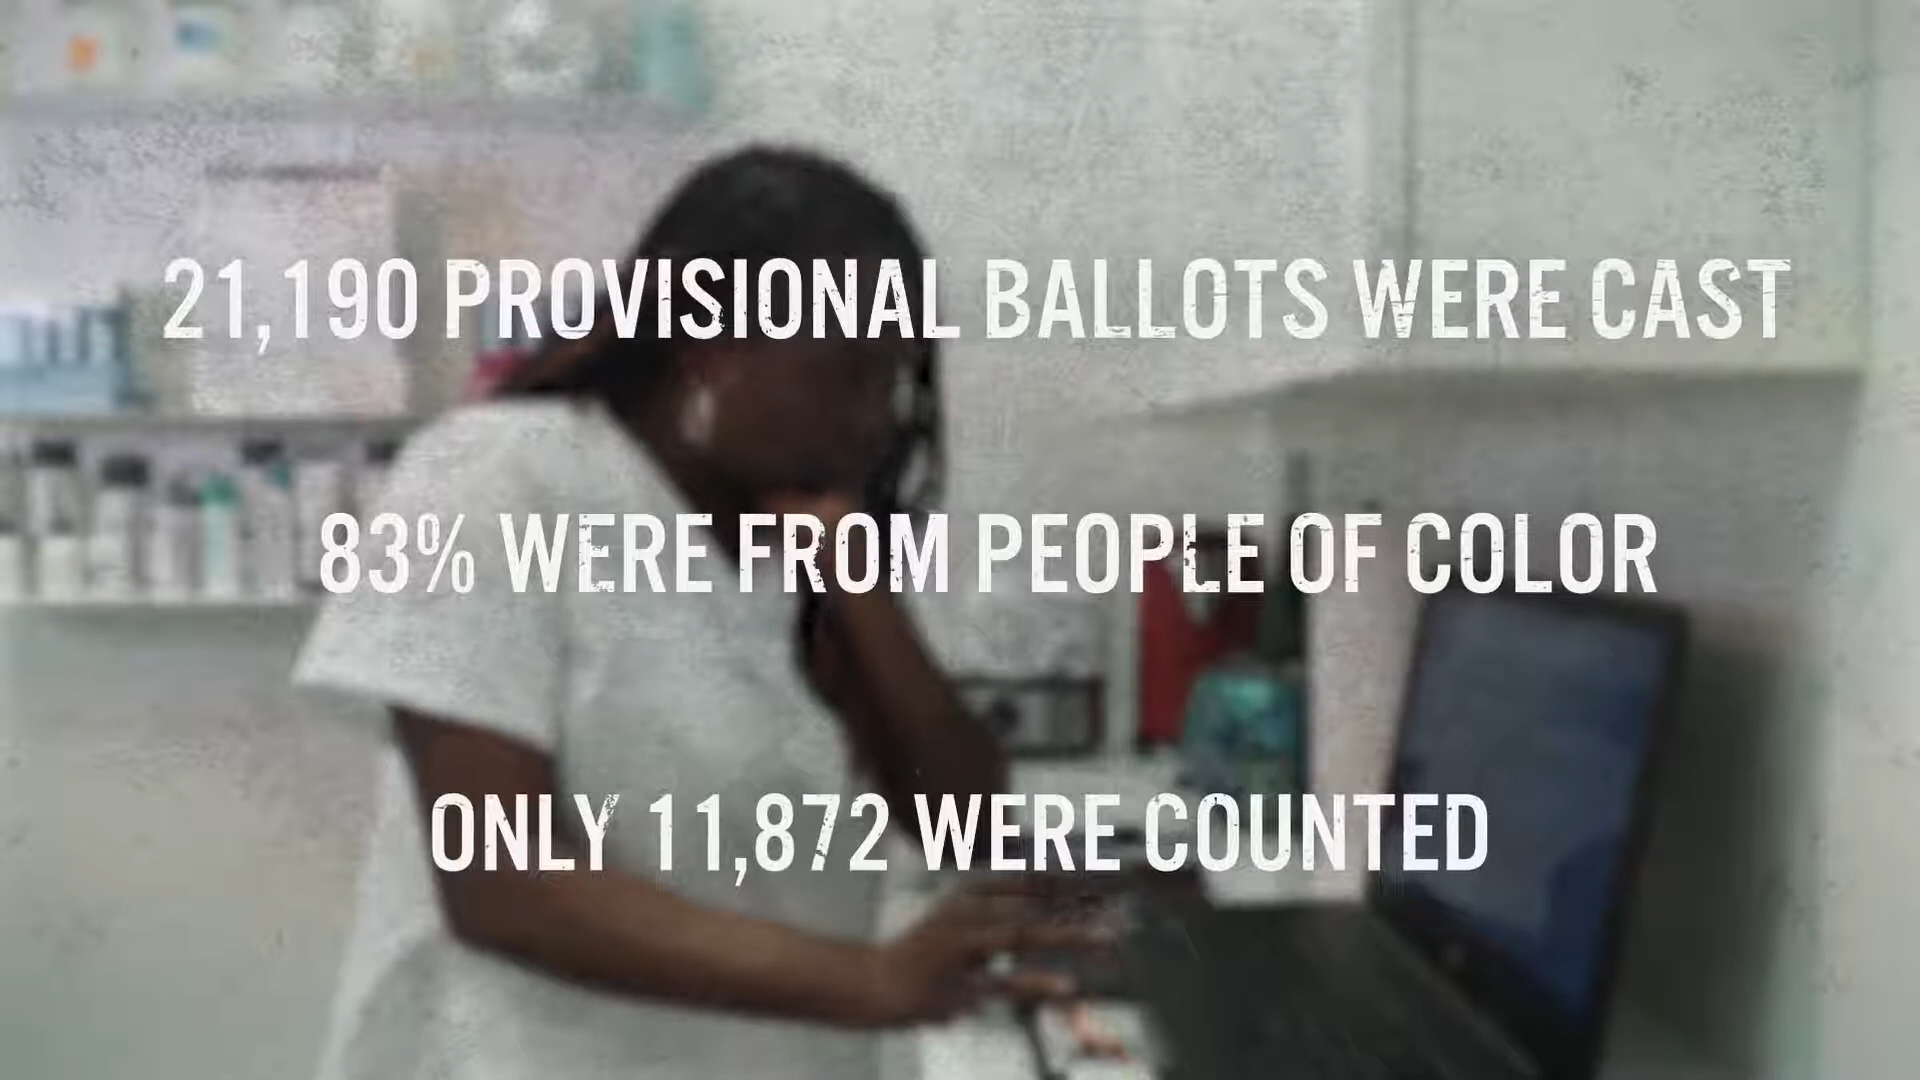 21,190 PROVISIONAL BALLOTS WERE CAST
83% WERE FROM PEOPLE OF COLOR
ONLY 11,872 WERE COUNTED